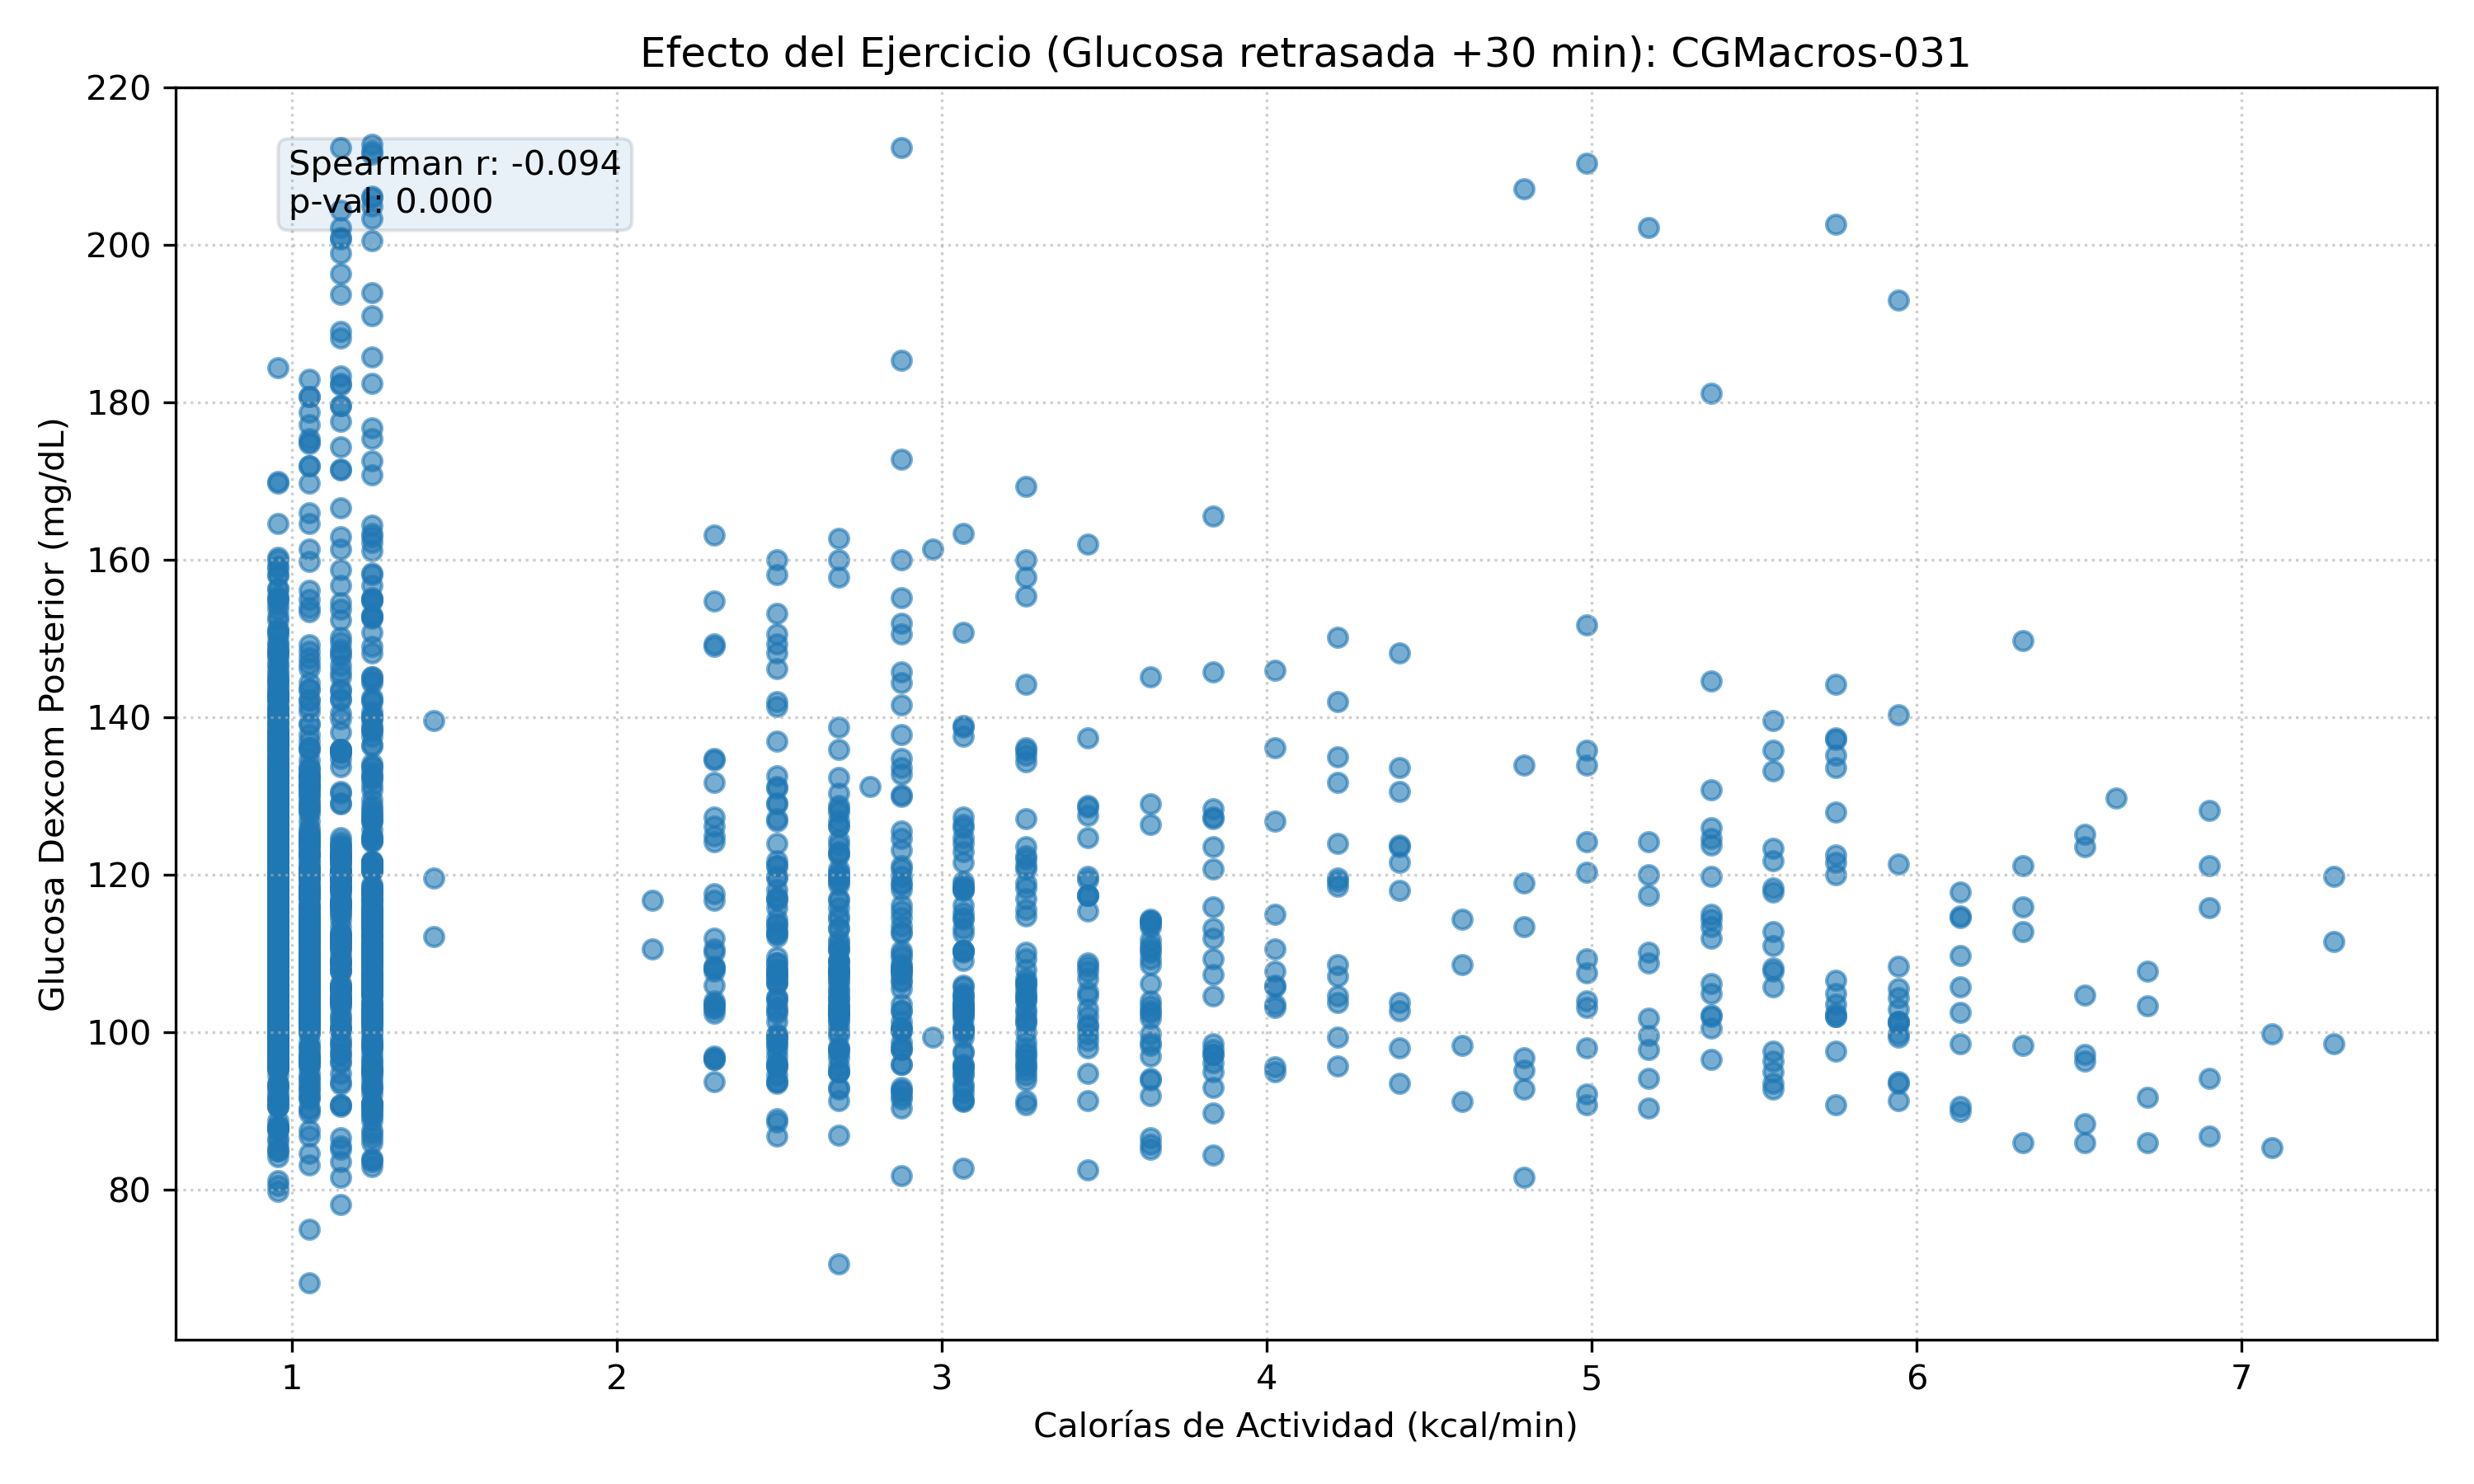 Efecto del Ejercicio (Glucosa retrasada +30 min): CGMacros-031
Spearman r: -0.094
p-val: 0.000
Glucosa Dexcom Posterior (mg/dL)
220
200
180
160
140
120
100
80
1 2 3 4 5 6 7
Calorías de Actividad (kcal/min)